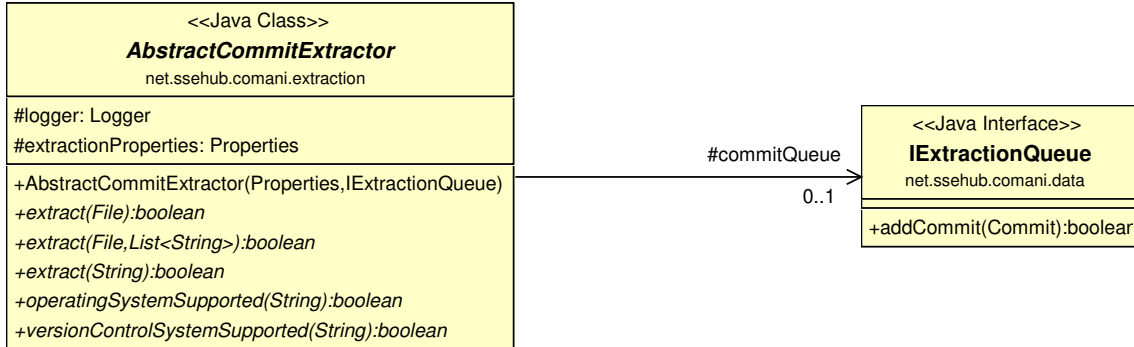 <<Java Class>>
AbstractCommitExtractor
net.ssehub.comani.extraction
#logger: Logger
#extractionProperties: Properties
+AbstractCommitExtractor(Properties,IExtractionQueue)
+extract(File):boolean
+extract(File,List<String>):boolean
+extract(String):boolean
+operatingSystemSupported(String):boolean
+versionControlSystemSupported(String):boolean
#commitQueue
0..1
<<Java Interface>>
IExtractionQueue
net.ssehub.comani.data
+addCommit(Commit):boolean